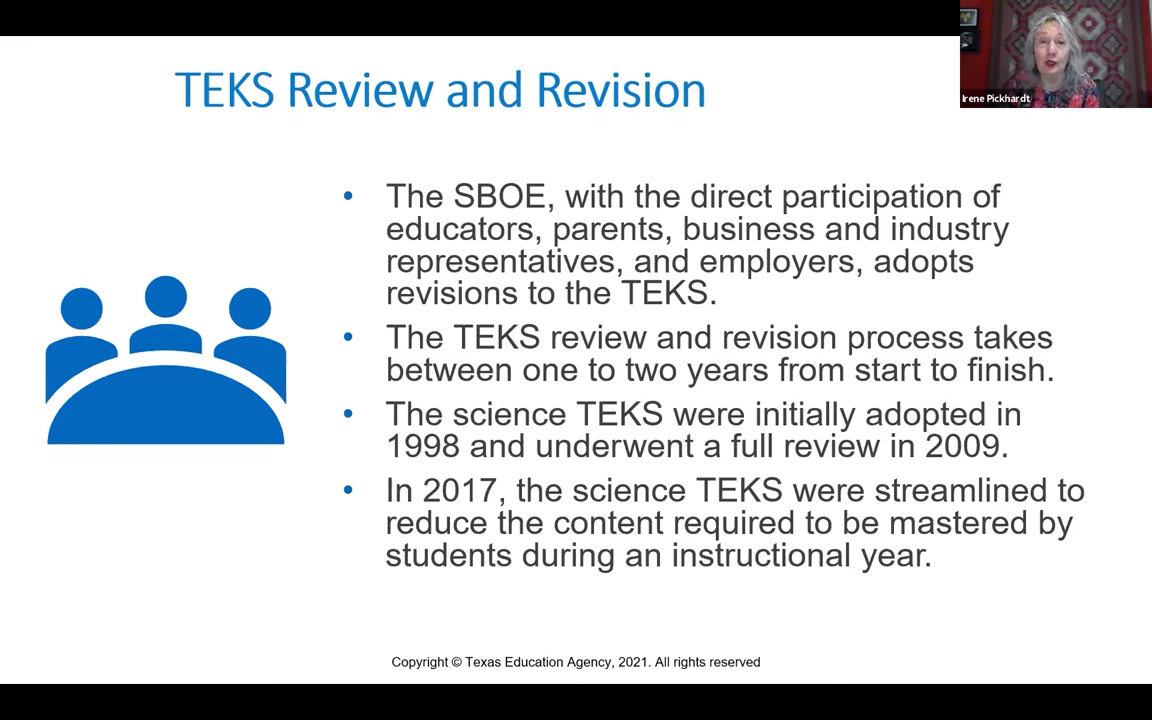 TEKS Review and Revision
Irene Pickhardt
• The SBOE, with the direct participation of
educators, parents, business and industry
representatives, and employers, adopts
revisions to the TEKS.
• The TEKS review and revision process takes
between one to two years from start to finish.
• The science TEKS were initially adopted in
1998 and underwent a full review in 2009.
• In 2017, the science TEKS were streamlined to
reduce the content required to be mastered by
students during an instructional year.
Copyright © Texas Education Agency, 2021. All rights reserved